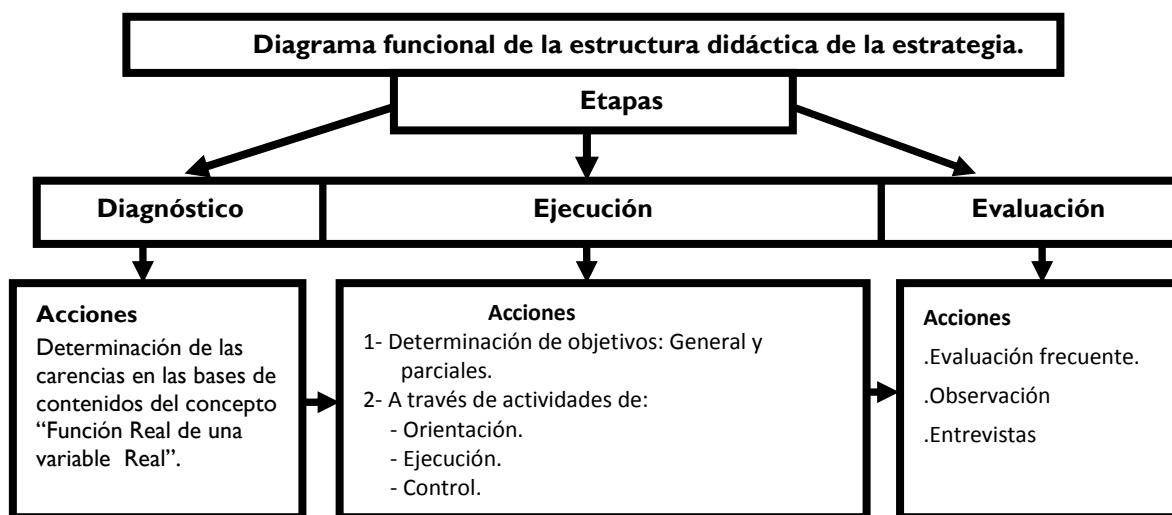 Diagrama funcional de la estructura didáctica de la estrategia.
Etapas
Diagnóstico
Ejecución
Evaluación
Acciones
Determinación de las
carencias en las bases de
contenidos del concepto
“Función Real de una
variable Real”.
Acciones
1- Determinación de objetivos: General y
parciales.
2- A través de actividades de:
- Orientación.
- Ejecución.
- Control.
Acciones
.Evaluación frecuente.
.Observación
.Entrevistas